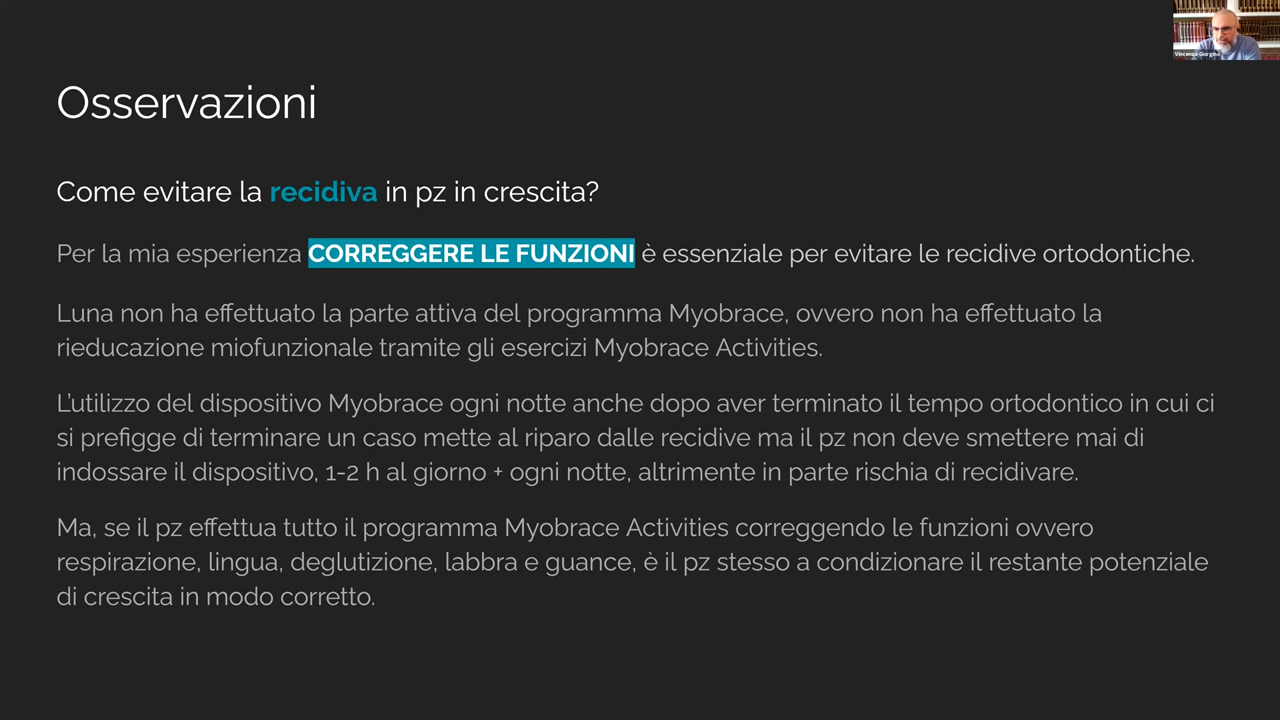 Vincenzo Giorgino
Osservazioni
Come evitare la recidiva in pz in crescita?
Per la mia esperienza CORREGGERE LE FUNZIONI è essenziale per evitare le recidive ortodontiche.
Luna non ha effettuato la parte attiva del programma Myobrace, ovvero non ha effettuato la
rieducazione miofunzionale tramite gli esercizi Myobrace Activities.
L'utilizzo del dispositivo Myobrace ogni notte anche dopo aver terminato il tempo ortodontico in cui ci
si prefigge di terminare un caso mette al riparo dalle recidive ma il pz non deve smettere mai di
indossare il dispositivo, 1-2 h al giorno + ogni notte, altrimente in parte rischia di recidivare.
Ma, se il pz effettua tutto il programma Myobrace Activities correggendo le funzioni ovvero
respirazione, lingua, deglutizione, labbra e guance, è il pz stesso a condizionare il restante potenziale
di crescita in modo corretto.